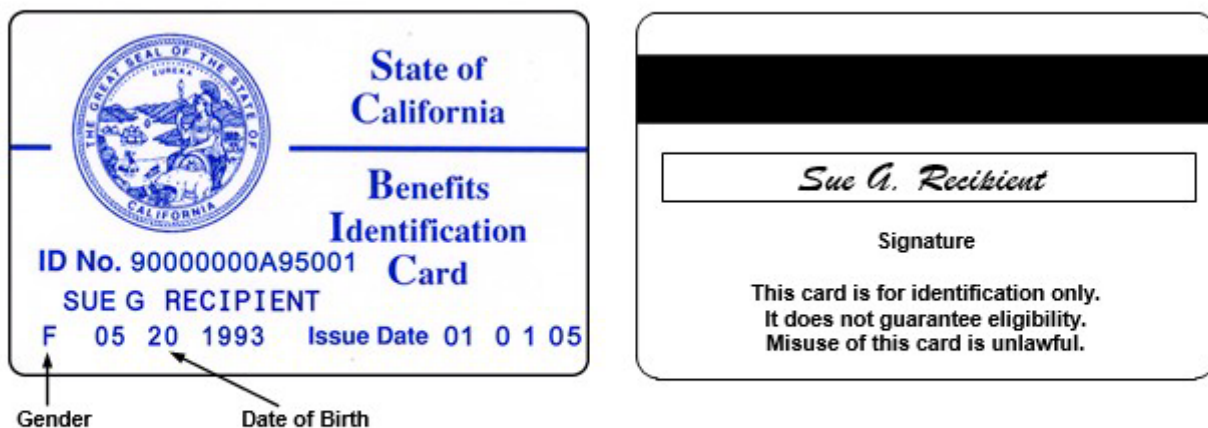 THE GREAT SEAL OF THE STATE OF CALIFORNIA
EUREKA
State of
California
Benefits
Identification
Card
ID No. 90000000A95001
SUE G RECIPIENT
F 05 20 1993 Issue Date 01 0 1 05
Gender
Date of Birth
Sue G. Recipient
Signature
This card is for identification only.
It does not guarantee eligibility.
Misuse of this card is unlawful.